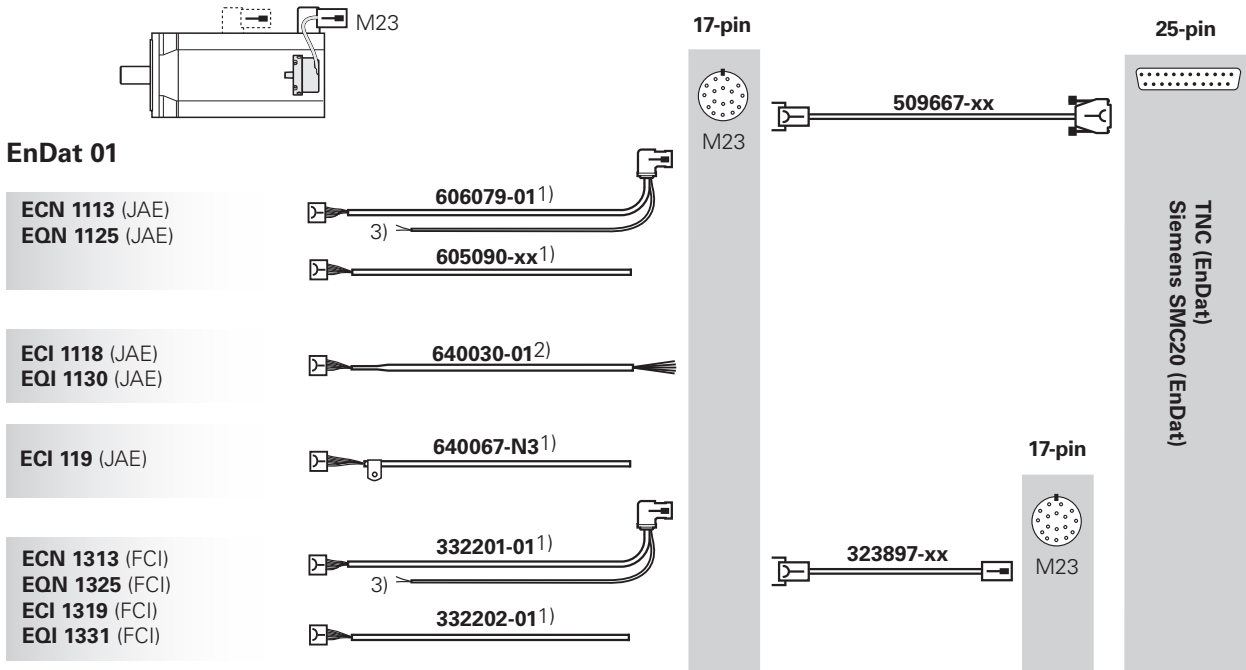 M23
17-pin
25-pin
M23
509667-xx
EnDat 01
ECN 1113 (JAE)
EQN 1125 (JAE)
606079-01 1)
3)
605090-xx 1)
TNC (EnDat)
Siemens SMC20 (EnDat)
ECI 1118 (JAE)
EQI 1130 (JAE)
640030-01 2)
ECI 119 (JAE)
640067-N3 1)
17-pin
M23
ECN 1313 (FCI)
EQN 1325 (FCI)
ECI 1319 (FCI)
EQI 1331 (FCI)
332201-01 1)
3)
332202-01 1)
323897-xx